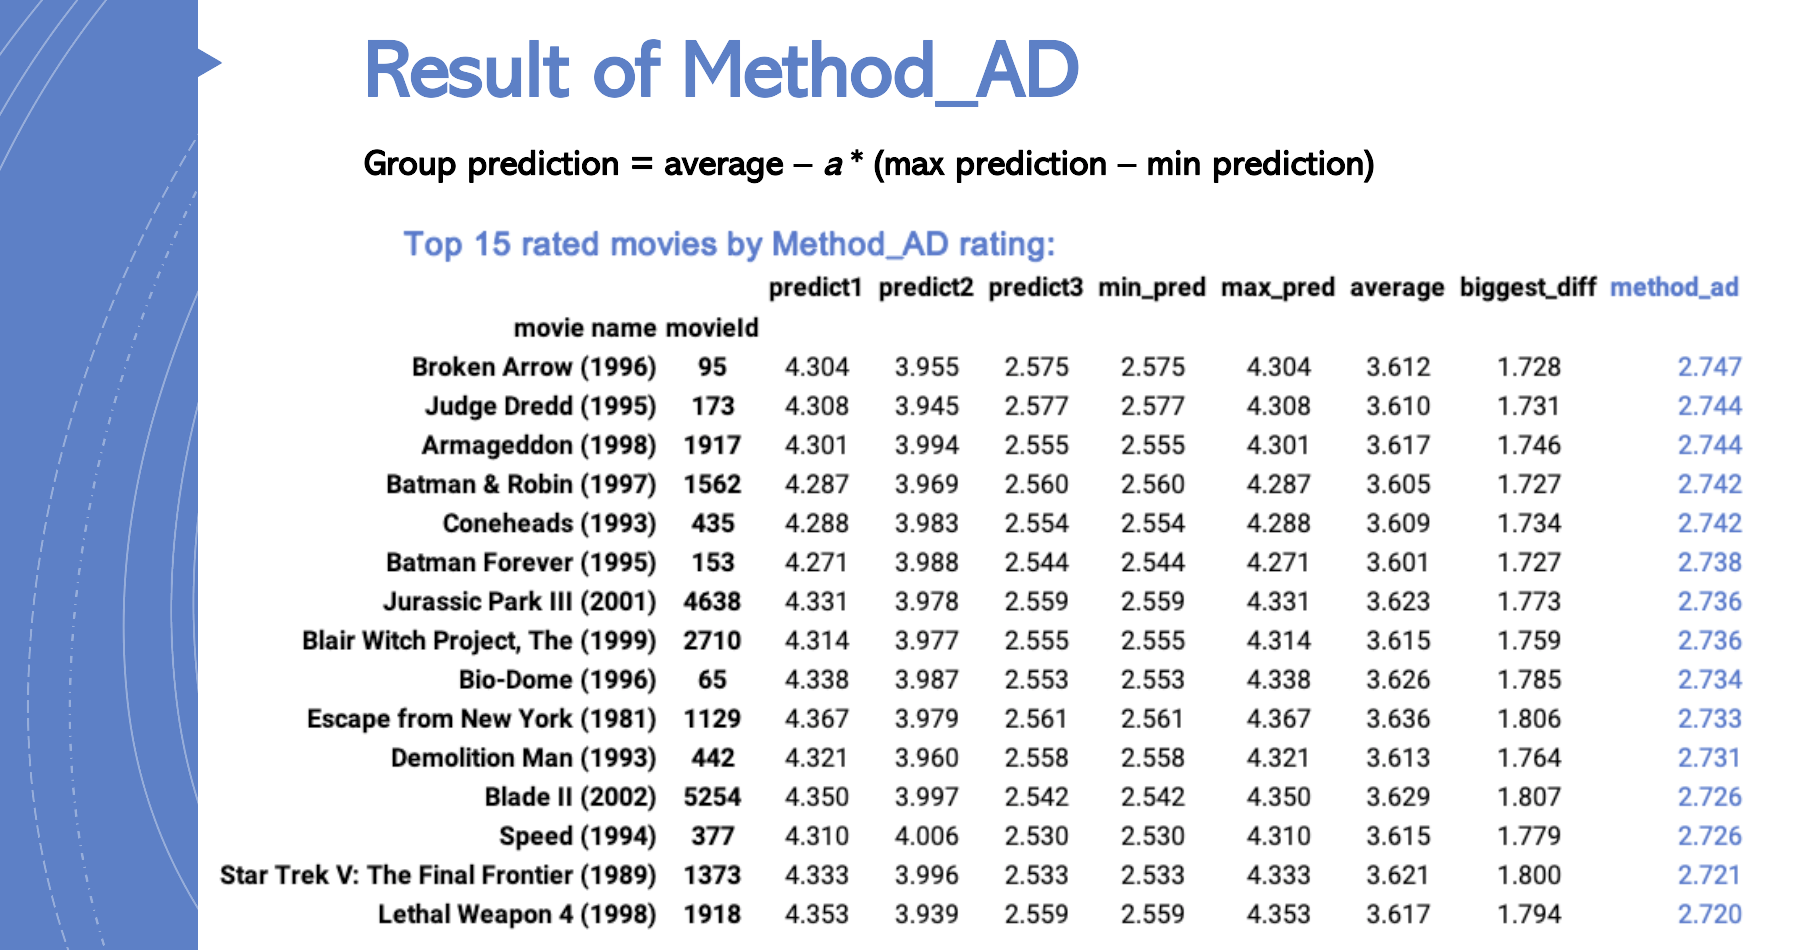 Result of Method_AD
Group prediction = average – a * (max prediction – min prediction)
Top 15 rated movies by Method_AD rating:
predict1 predict2 predict3 min_pred max_pred average biggest_diff method_ad
movie name movieId
Broken Arrow (1996) 95 4.304 3.955 2.575 2.575 4.304 3.612 1.728 2.747
Judge Dredd (1995) 173 4.308 3.945 2.577 2.577 4.308 3.610 1.731 2.744
Armageddon (1998) 1917 4.301 3.994 2.555 2.555 4.301 3.617 1.746 2.744
Batman & Robin (1997) 1562 4.287 3.969 2.560 2.560 4.287 3.605 1.727 2.742
Coneheads (1993) 435 4.288 3.983 2.554 2.554 4.288 3.609 1.734 2.742
Batman Forever (1995) 153 4.271 3.988 2.544 2.544 4.271 3.601 1.727 2.738
Jurassic Park III (2001) 4638 4.331 3.978 2.559 2.559 4.331 3.623 1.773 2.736
Blair Witch Project, The (1999) 2710 4.314 3.977 2.555 2.555 4.314 3.615 1.759 2.736
Bio-Dome (1996) 65 4.338 3.987 2.553 2.553 4.338 3.626 1.785 2.734
Escape from New York (1981) 1129 4.367 3.979 2.561 2.561 4.367 3.636 1.806 2.733
Demolition Man (1993) 442 4.321 3.960 2.558 2.558 4.321 3.613 1.764 2.731
Blade II (2002) 5254 4.350 3.997 2.542 2.542 4.350 3.629 1.807 2.726
Speed (1994) 377 4.310 4.006 2.530 2.530 4.310 3.615 1.779 2.726
Star Trek V: The Final Frontier (1989) 1373 4.333 3.996 2.533 2.533 4.333 3.621 1.800 2.721
Lethal Weapon 4 (1998) 1918 4.353 3.939 2.559 2.559 4.353 3.617 1.794 2.720